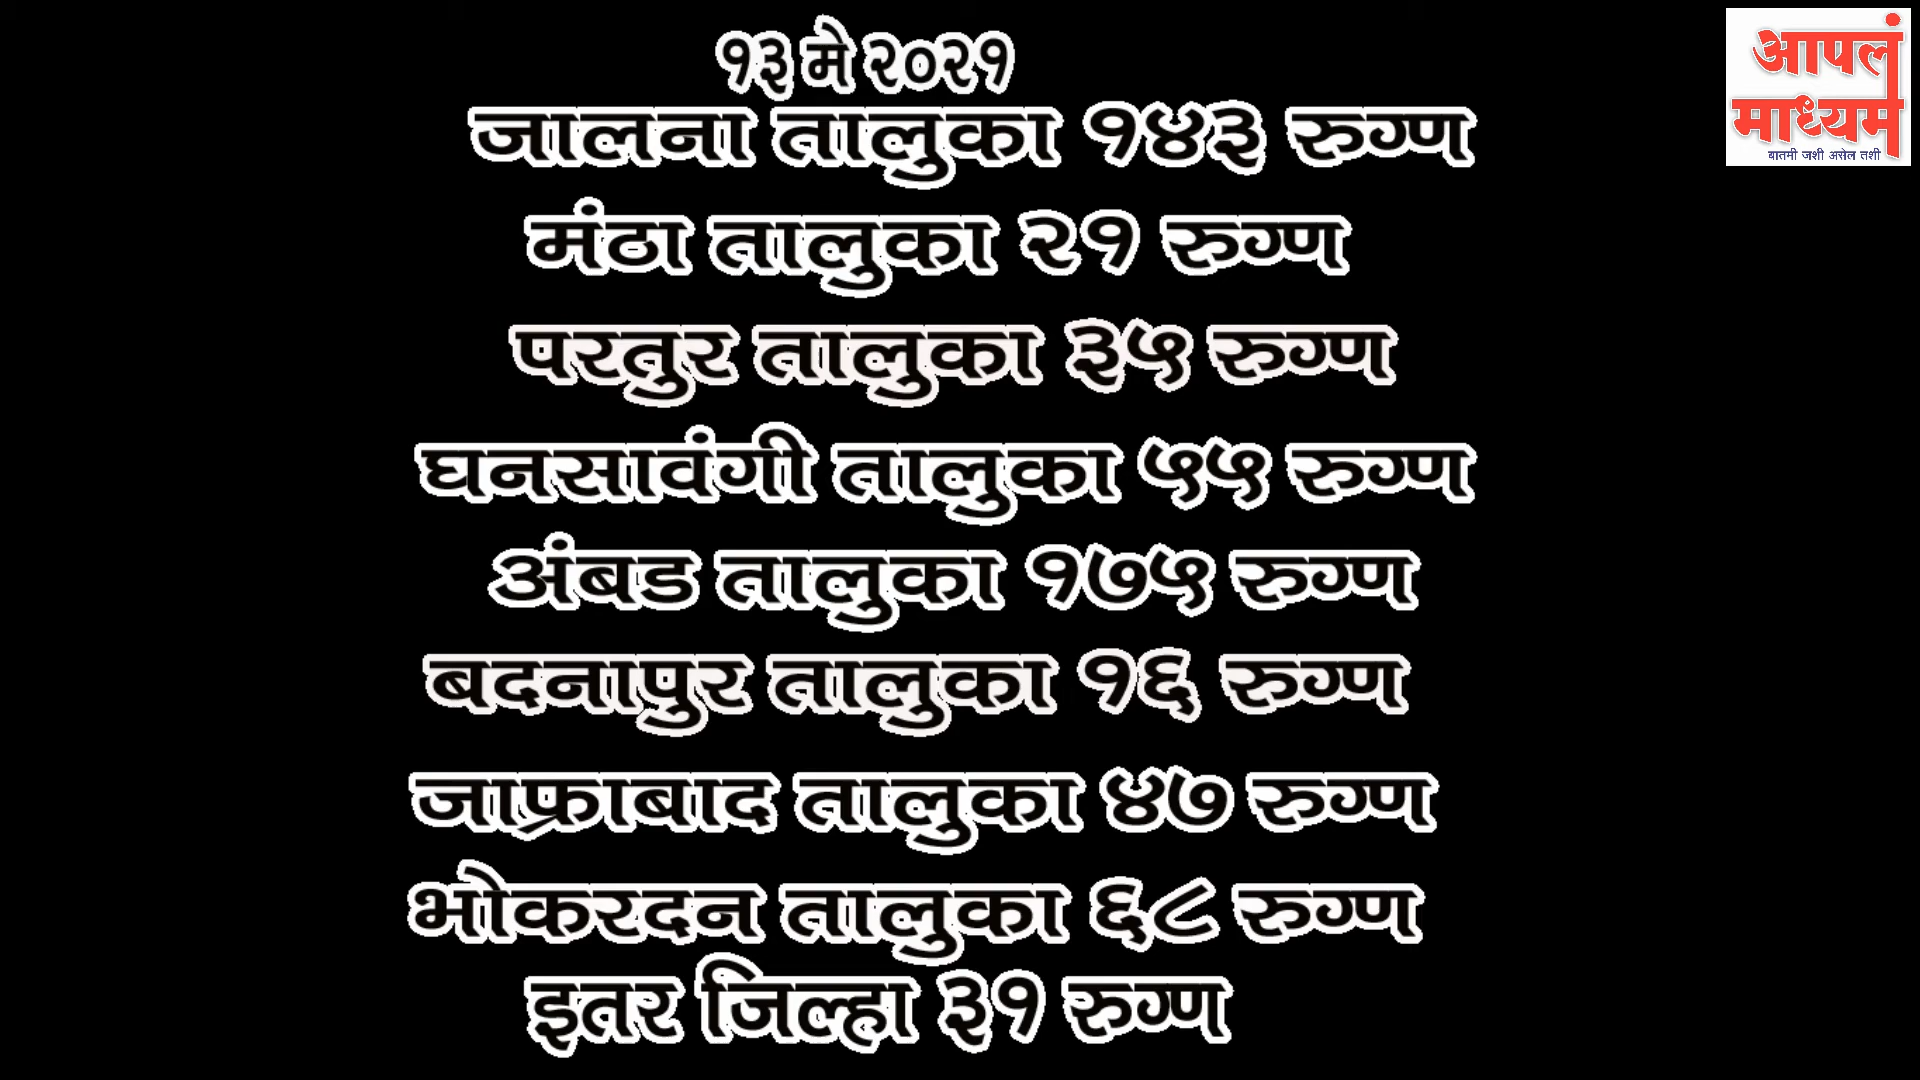 १३ मे २०२१
जालना तालुका १४३ रुग्ण
मंठा तालुका २१ रुग्ण
परतुर तालुका ३५ रुग्ण
घनसावंगी तालुका ५५ रुग्ण
अंबड तालुका १७५ रुग्ण
बदनापुर तालुका १६ रुग्ण
जाफ्राबाद तालुका ४७ रुग्ण
भोकरदन तालुका ६८ रुग्ण
इतर जिल्हा ३१ रुग्ण
आपलं
माध्यम
बातमी जशी असेल तशी